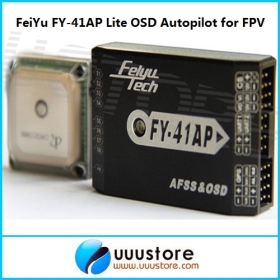 FeiYu FY-41AP Lite OSD Autopilot for FPV
Feiyu
Tech
FY-41AP
AFSS&OSD
uuustore
www.uuustore.com